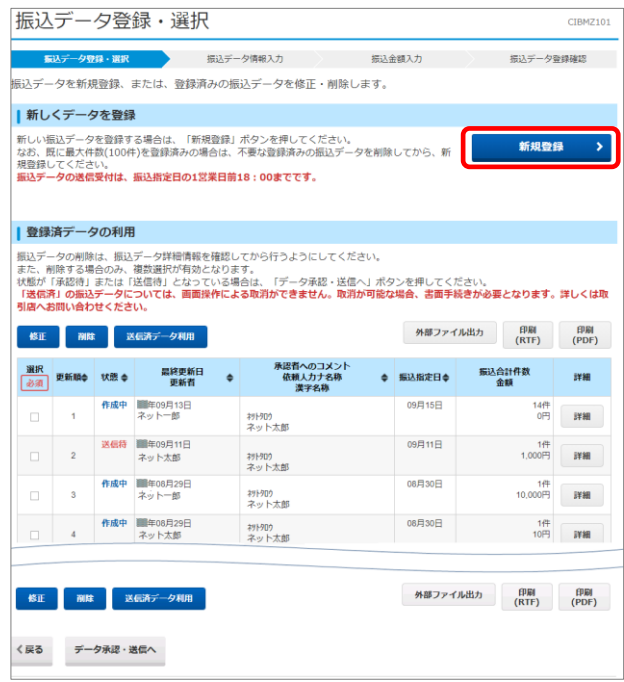 振込データ登録・選択
CIBMZ101
振込データ登録・選択
振込データ情報入力
振込金額入力
振込データ登録確認
振込データを新規登録、または、登録済みの振込データを修正・削除します。
新しくデータを登録
新しい振込データを登録する場合は、「新規登録」ボタンを押してください。
なお、既に最大件数(100件)を登録済みの場合は、不要な登録済みの振込データを削除してから、新
規登録してください。
振込データの送信受付は、振込指定日の1営業日前18：00までです。
新規登録
登録済データの利用
振込データの削除は、振込データ詳細情報を確認してから行うようにしてください。
また、削除する場合のみ、複数選択が有効となります。
状態が「承認待」または「送信待」となっている場合は、「データ承認・送信へ」ボタンを押してください。
「送信済」の振込データについては、画面操作による取消ができません。取消が可能な場合、書面手続きが必要となります。詳しくは取
引店へお問い合わせください。
修正 削除 送信済データ利用 外部ファイル出力 印刷(RTF) 印刷(PDF)
選択 必須 更新順 状態 最終更新日 更新者 承認者へのコメント 依頼人カナ名称 漢字名称 振込指定日 振込合計件数 金額 詳細
1 作成中 年09月13日 ネット一郎 ﾈｯﾄﾀﾛｳ ネット太郎 09月15日 14件 0円 詳細
2 送信待 年09月11日 ネット太郎 ﾈｯﾄﾀﾛｳ ネット太郎 09月11日 1件 1,000円 詳細
3 作成中 年08月29日 ネット一郎 ﾈｯﾄﾀﾛｳ ネット太郎 08月30日 1件 10,000円 詳細
4 作成中 年08月29日 ネット太郎 ﾈｯﾄﾀﾛｳ ネット太郎 08月30日 1件 10円 詳細
修正 削除 送信済データ利用 外部ファイル出力 印刷(RTF) 印刷(PDF)
戻る データ承認・送信へ